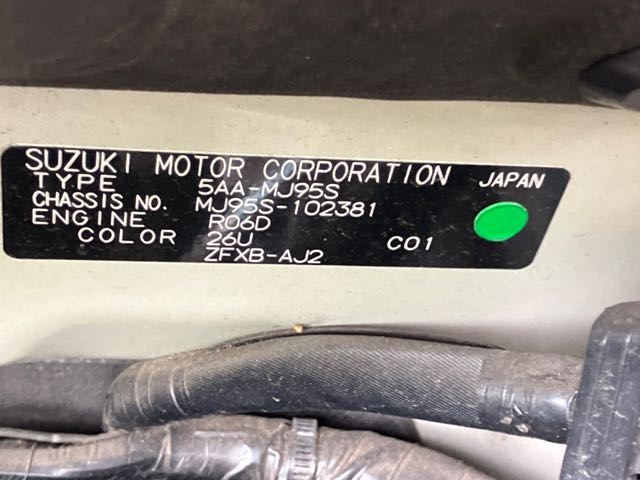 SUZUKI MOTOR CORPORATION JAPAN
TYPE 5AA-MJ95S
CHASSIS NO. MJ95S-102381
ENGINE R06D
COLOR 26U C01
ZFXB-AJ2